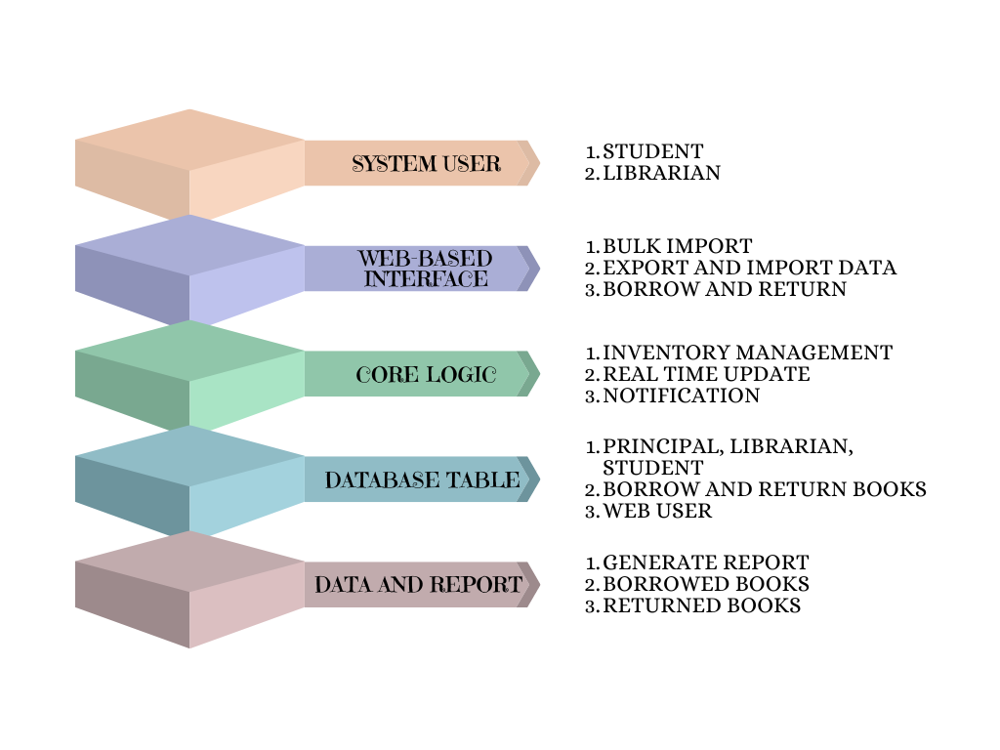 SYSTEM USER
1. STUDENT
2. LIBRARIAN
WEB-BASED
INTERFACE
1. BULK IMPORT
2. EXPORT AND IMPORT DATA
3. BORROW AND RETURN
CORE LOGIC
1. INVENTORY MANAGEMENT
2. REAL TIME UPDATE
3. NOTIFICATION
DATABASE TABLE
1. PRINCIPAL, LIBRARIAN,
STUDENT
2. BORROW AND RETURN BOOKS
3. WEB USER
DATA AND REPORT
1. GENERATE REPORT
2. BORROWED BOOKS
3. RETURNED BOOKS